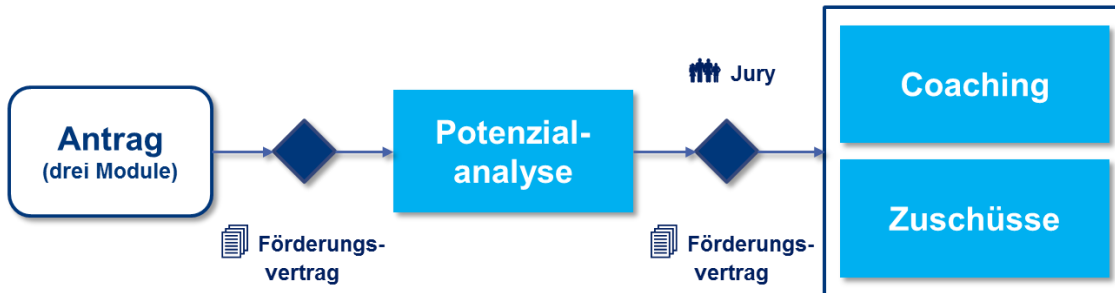 Antrag
(drei Module)
Förderungs-
vertrag
Potenzial-
analyse
Jury
Förderungs-
vertrag
Coaching
Zuschüsse